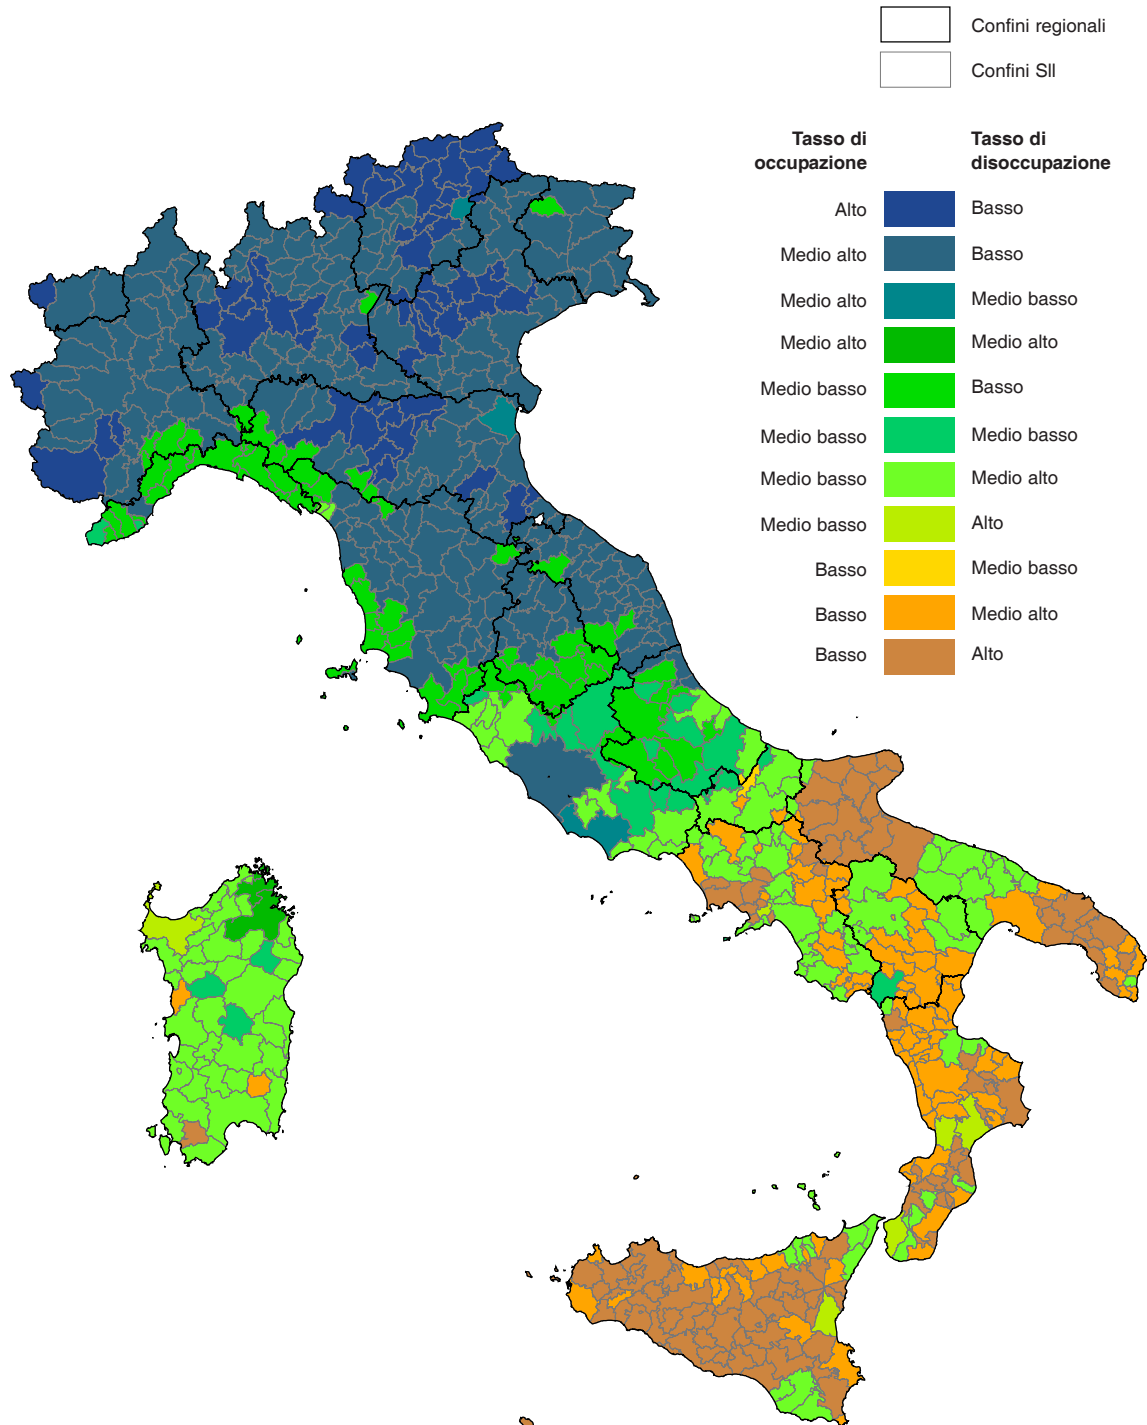 Confini regionali
Confini Sll
Tasso di
occupazione
Tasso di
disoccupazione
Alto
Basso
Medio alto
Basso
Medio alto
Medio basso
Medio alto
Medio alto
Medio basso
Basso
Medio basso
Medio basso
Medio basso
Medio alto
Medio basso
Alto
Basso
Medio basso
Basso
Medio alto
Basso
Alto